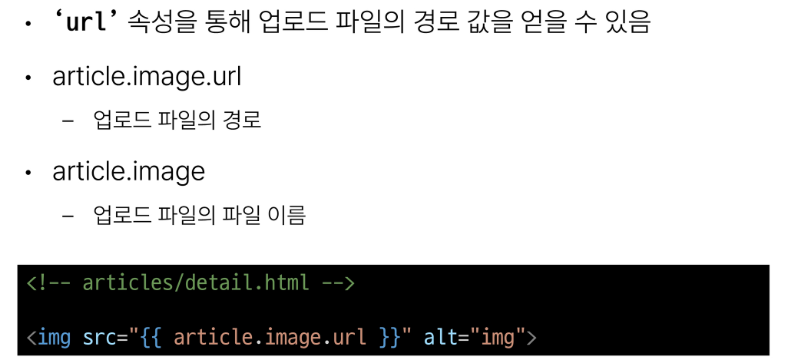 • ‘url’ 속성을 통해 업로드 파일의 경로 값을 얻을 수 있음
• article.image.url
– 업로드 파일의 경로
• article.image
– 업로드 파일의 파일 이름
<!-- articles/detail.html -->
<img src="{{ article.image.url }}" alt="img">